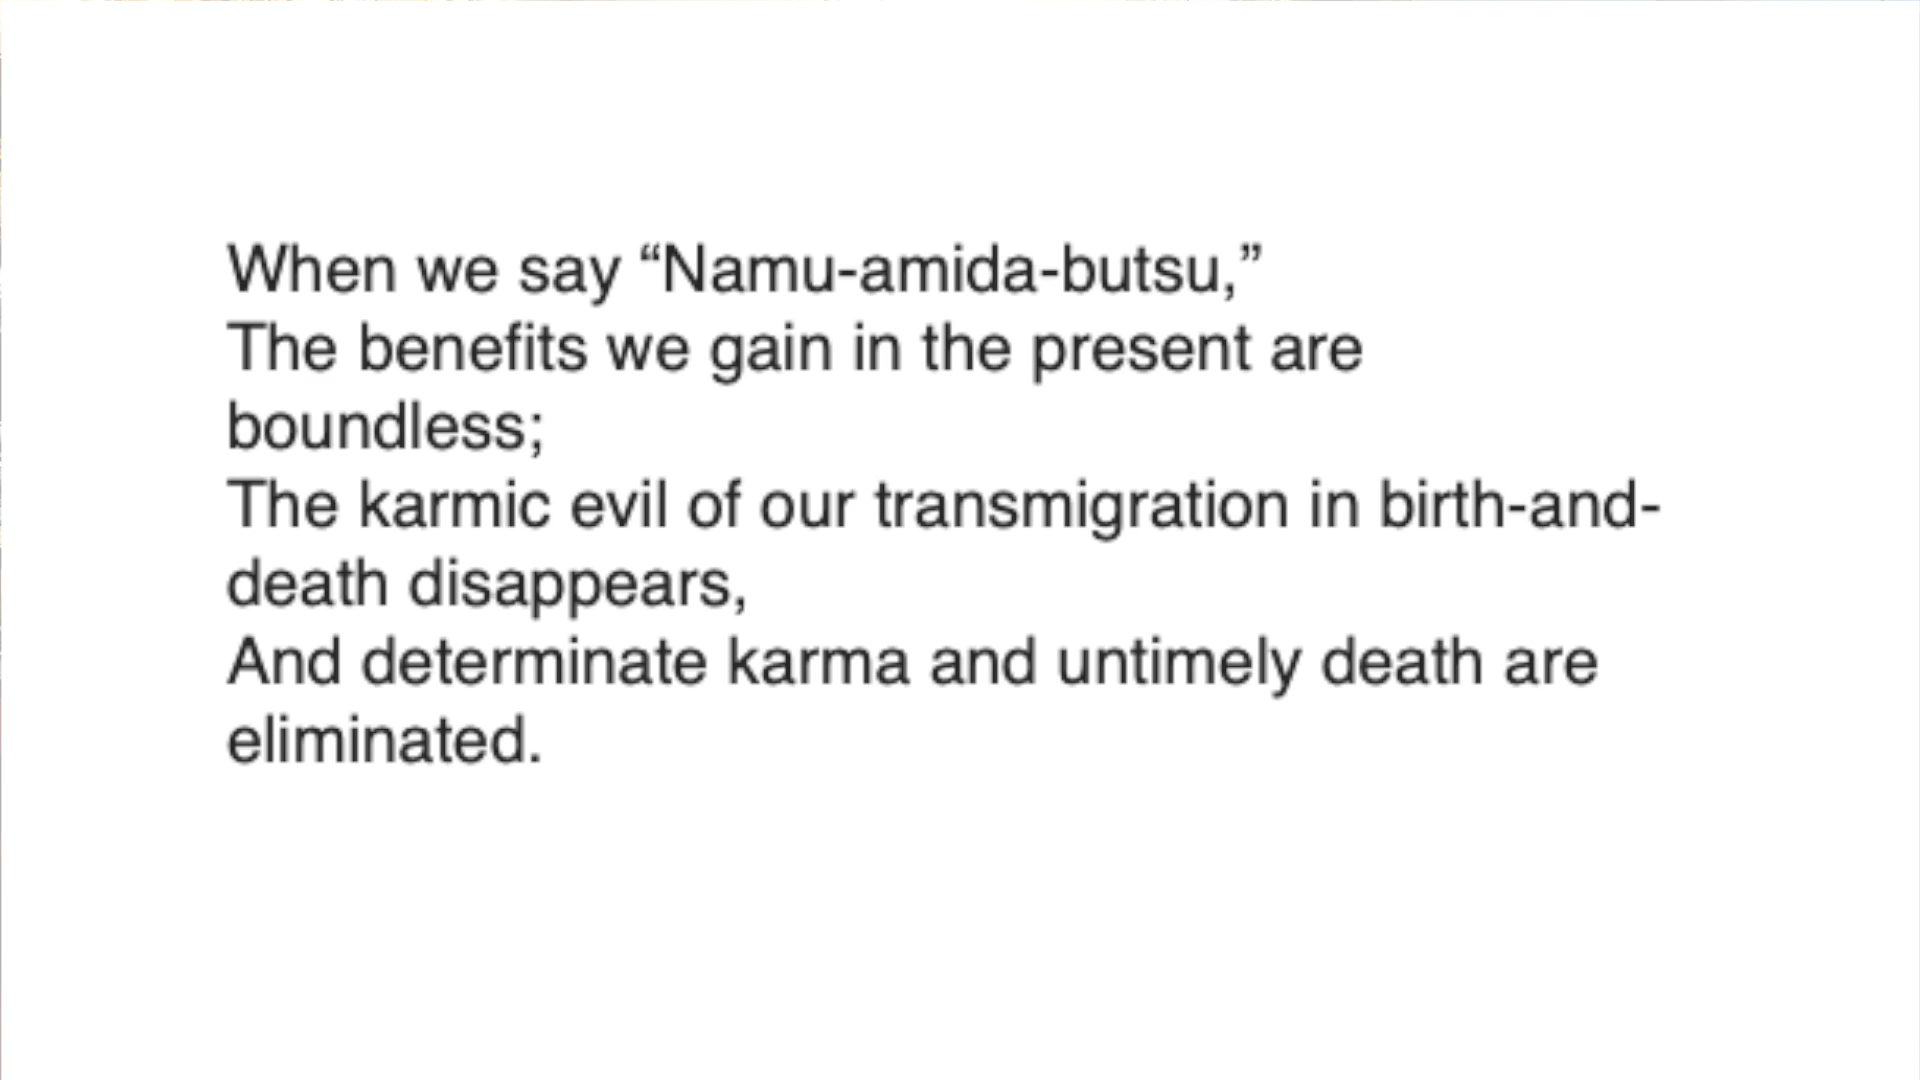 When we say “Namu-amida-butsu,”
The benefits we gain in the present are
boundless;
The karmic evil of our transmigration in birth-and-
death disappears,
And determinate karma and untimely death are
eliminated.